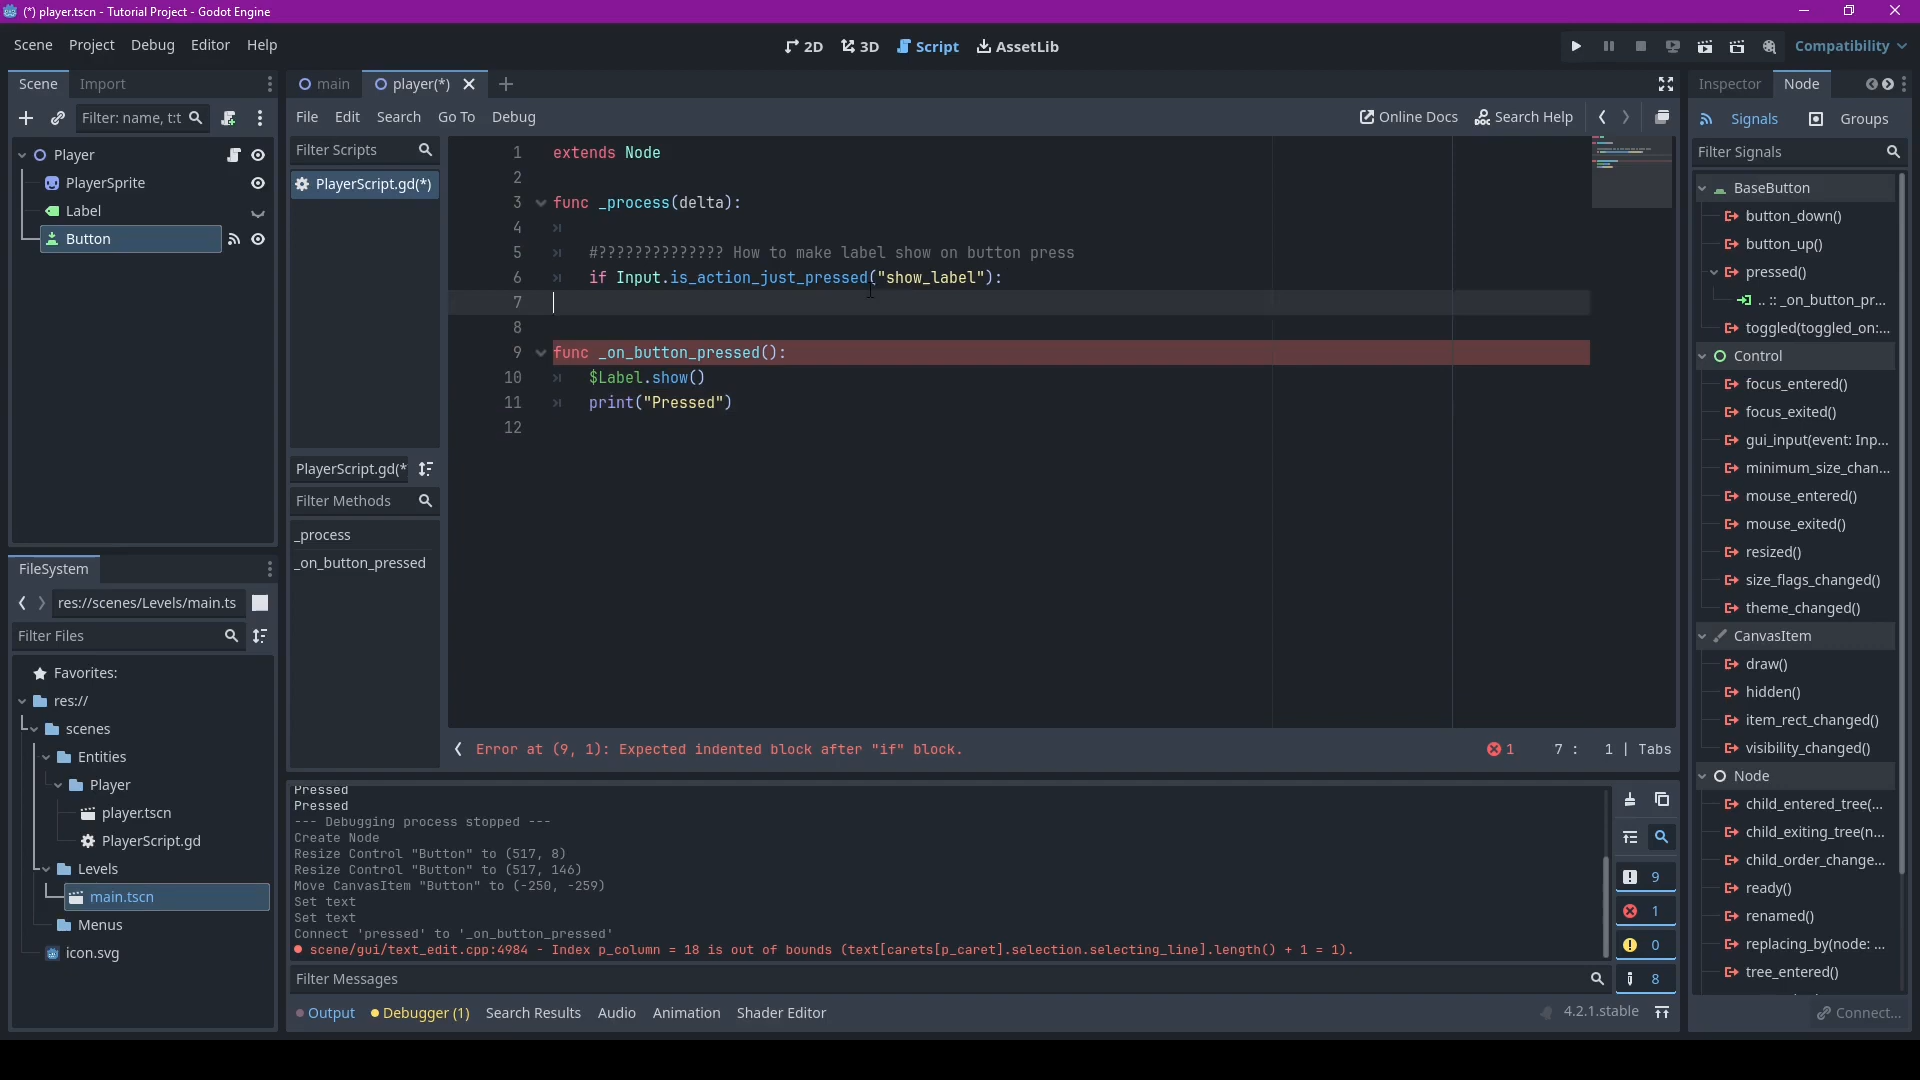 (*) player.tscn - Tutorial Project - Godot Engine
Scene Project Debug Editor Help
2D 3D Script AssetLib
Compatibility
Scene Import
Filter: name, t:t
Player
PlayerSprite
Label
Button
FileSystem
res://scenes/Levels/main.ts
Filter Files
Favorites:
res://
scenes
Entities
Player
player.tscn
PlayerScript.gd
Levels
main.tscn
Menus
icon.svg
main player(*)
File Edit Search Go To Debug
Online Docs Search Help
Filter Scripts
PlayerScript.gd(*)
PlayerScript.gd(*
Filter Methods
_process
_on_button_pressed
1 extends Node
2
3 func _process(delta):
4
5 #?????????????? How to make label show on button press
6 if Input.is_action_just_pressed("show_label"):
7
8
9 func _on_button_pressed():
10 $Label.show()
11 print("Pressed")
12
Error at (9, 1): Expected indented block after "if" block.
1 7 : 1 | Tabs
Pressed
Pressed
--- Debugging process stopped ---
Create Node
Resize Control "Button" to (517, 8)
Resize Control "Button" to (517, 146)
Move CanvasItem "Button" to (-250, -259)
Set text
Set text
Connect 'pressed' to '_on_button_pressed'
scene/gui/text_edit.cpp:4984 - Index p_column = 18 is out of bounds (text[carets[p_caret].selection.selecting_line].length() + 1 = 1).
9
1
0
8
Filter Messages
Output Debugger (1) Search Results Audio Animation Shader Editor
4.2.1.stable
Inspector Node
Signals Groups
Filter Signals
BaseButton
button_down()
button_up()
pressed()
.. :: _on_button_pr...
toggled(toggled_on:...
Control
focus_entered()
focus_exited()
gui_input(event: Inp...
minimum_size_chan...
mouse_entered()
mouse_exited()
resized()
size_flags_changed()
theme_changed()
CanvasItem
draw()
hidden()
item_rect_changed()
visibility_changed()
Node
child_entered_tree(...
child_exiting_tree(n...
child_order_change...
ready()
renamed()
replacing_by(node: ...
tree_entered()
Connect...